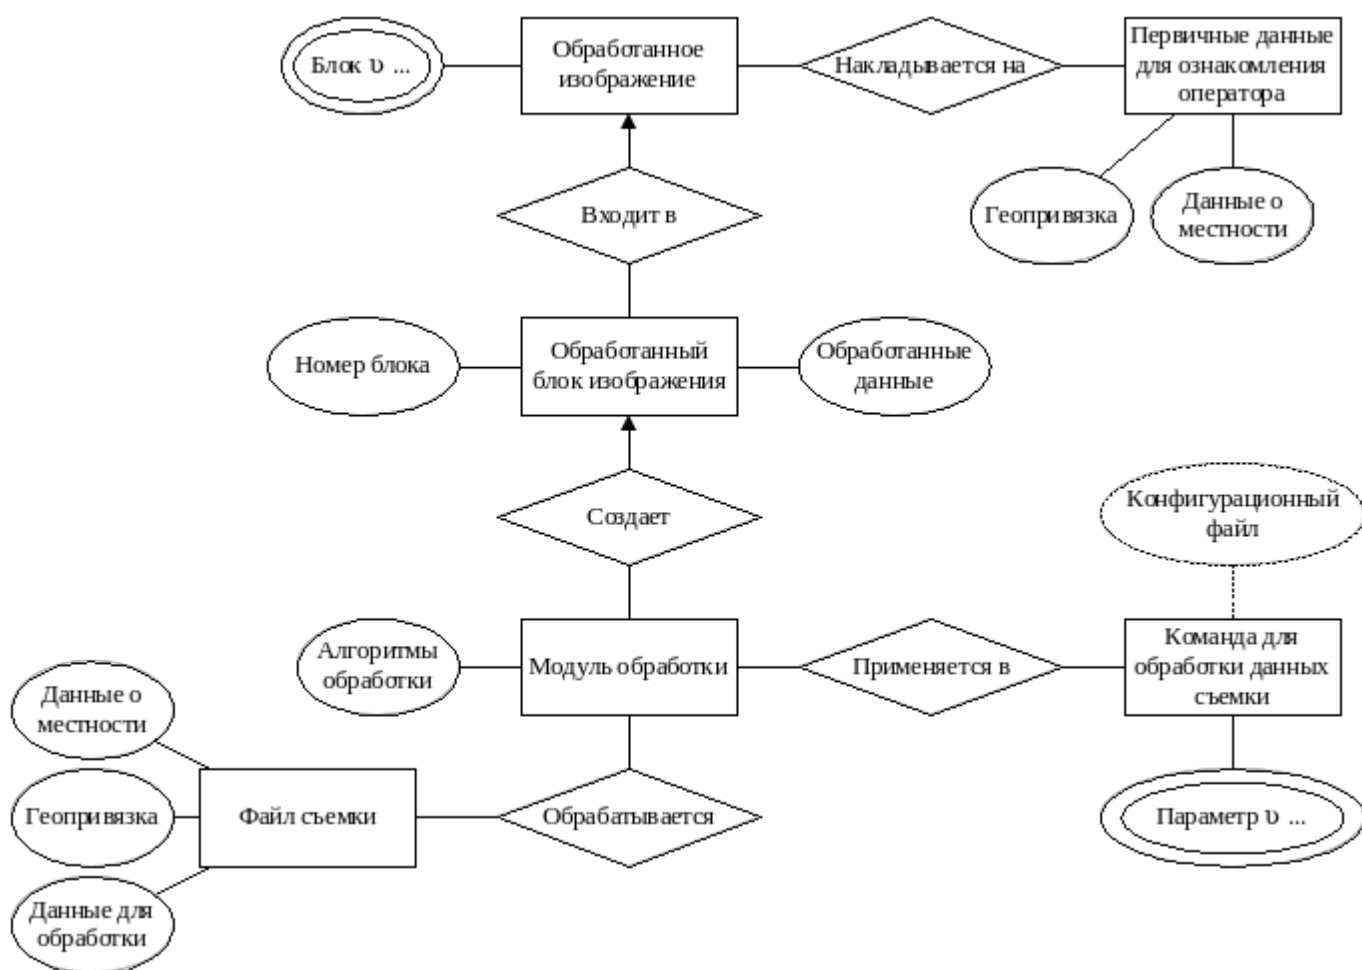 Блок ʋ ...
Обработанное
изображение
Накладывается на
Первичные данные
для ознакомления
оператора
Геопривязка
Данные о
местности
Входит в
Номер блока
Обработанный
блок изображения
Обработанные
данные
Создает
Конфигурационный
файл
Алгоритмы
обработки
Модуль обработки
Применяется в
Команда для
обработки данных
съемки
Данные о
местности
Геопривязка
Файл съемки
Обрабатывается
Параметр ʋ ...
Данные для
обработки